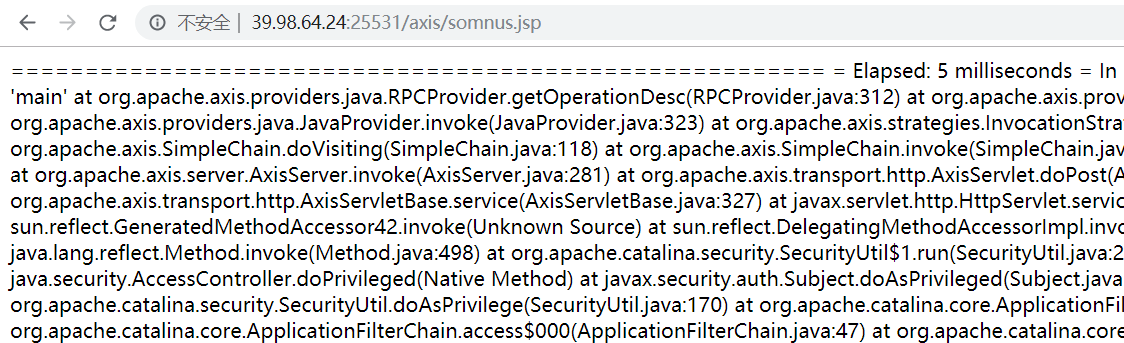 不安全 | 39.98.64.24:25531/axis/somnus.jsp
======================================================= = Elapsed: 5 milliseconds = In
'main' at org.apache.axis.providers.java.RPCProvider.getOperationDesc(RPCProvider.java:312) at org.apache.axis.prov
org.apache.axis.providers.java.JavaProvider.invoke(JavaProvider.java:323) at org.apache.axis.strategies.InvocationStra
org.apache.axis.SimpleChain.doVisiting(SimpleChain.java:118) at org.apache.axis.SimpleChain.invoke(SimpleChain.jav
at org.apache.axis.server.AxisServer.invoke(AxisServer.java:281) at org.apache.axis.transport.http.AxisServlet.doPost(A
org.apache.axis.transport.http.AxisServletBase.service(AxisServletBase.java:327) at javax.servlet.http.HttpServlet.servic
sun.reflect.GeneratedMethodAccessor42.invoke(Unknown Source) at sun.reflect.DelegatingMethodAccessorImpl.invo
java.lang.reflect.Method.invoke(Method.java:498) at org.apache.catalina.security.SecurityUtil$1.run(SecurityUtil.java:2
java.security.AccessController.doPrivileged(Native Method) at javax.security.auth.Subject.doAsPrivileged(Subject.java
org.apache.catalina.security.SecurityUtil.doAsPrivilege(SecurityUtil.java:170) at org.apache.catalina.core.ApplicationFil
org.apache.catalina.core.ApplicationFilterChain.access$000(ApplicationFilterChain.java:47) at org.apache.catalina.core